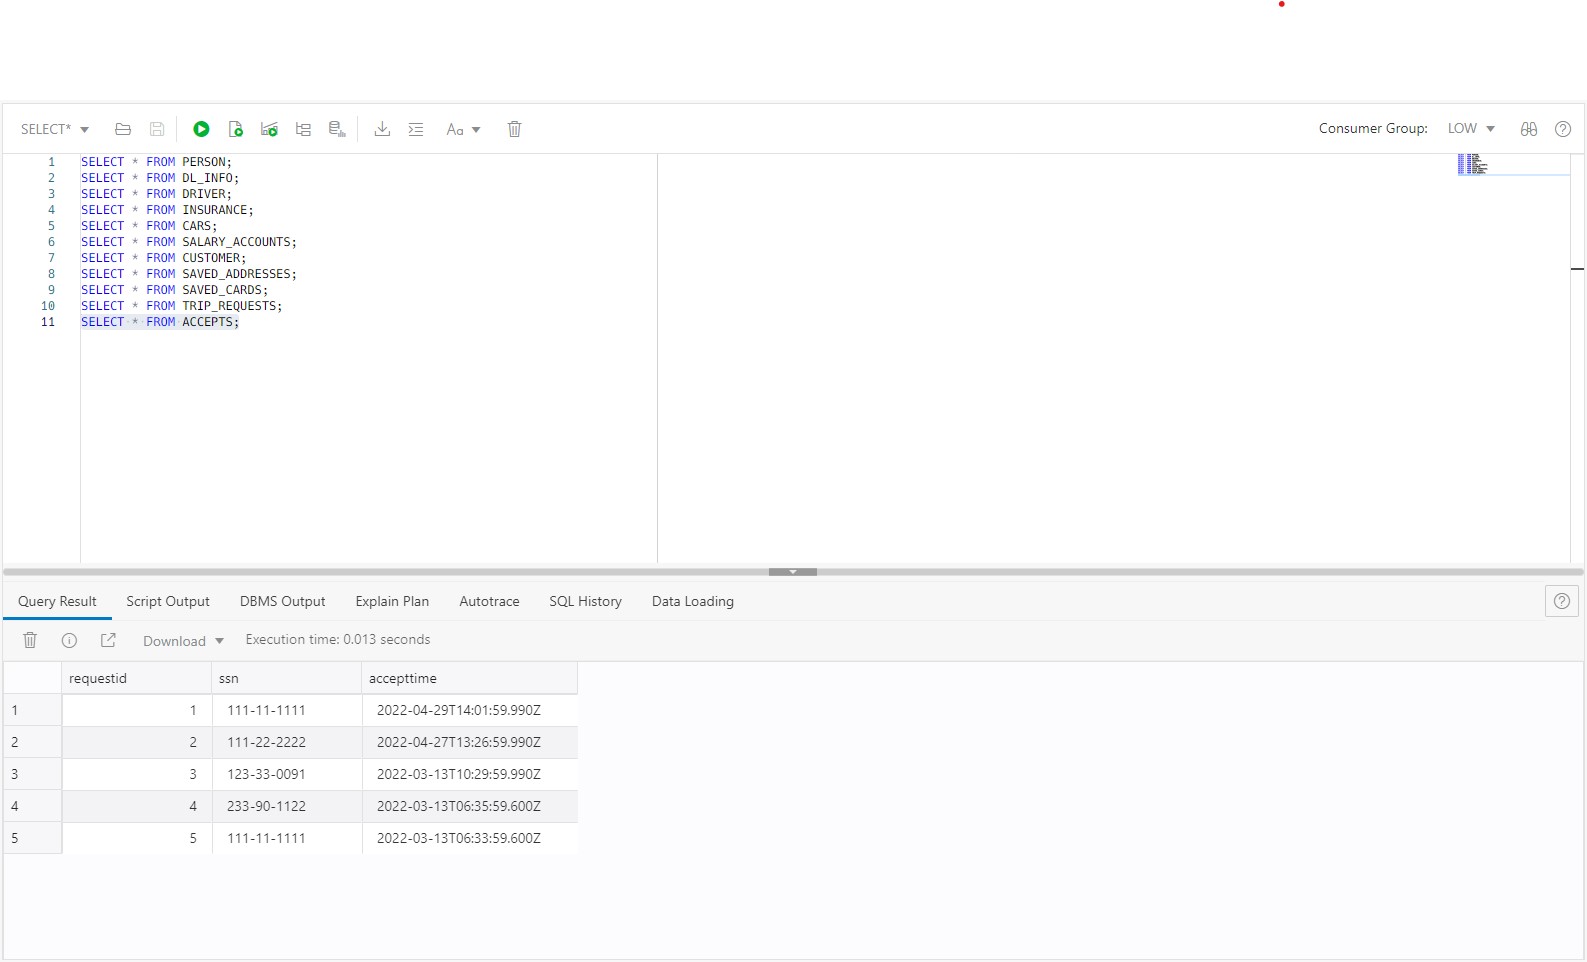 SELECT* Aa Consumer Group: LOW
1 SELECT * FROM PERSON;
2 SELECT * FROM DL_INFO;
3 SELECT * FROM DRIVER;
4 SELECT * FROM INSURANCE;
5 SELECT * FROM CARS;
6 SELECT * FROM SALARY_ACCOUNTS;
7 SELECT * FROM CUSTOMER;
8 SELECT * FROM SAVED_ADDRESSES;
9 SELECT * FROM SAVED_CARDS;
10 SELECT * FROM TRIP_REQUESTS;
11 SELECT * FROM ACCEPTS;
Query Result Script Output DBMS Output Explain Plan Autotrace SQL History Data Loading
Download Execution time: 0.013 seconds
requestid ssn accepttime
1 1 111-11-1111 2022-04-29T14:01:59.990Z
2 2 111-22-2222 2022-04-27T13:26:59.990Z
3 3 123-33-0091 2022-03-13T10:29:59.990Z
4 4 233-90-1122 2022-03-13T06:35:59.600Z
5 5 111-11-1111 2022-03-13T06:33:59.600Z